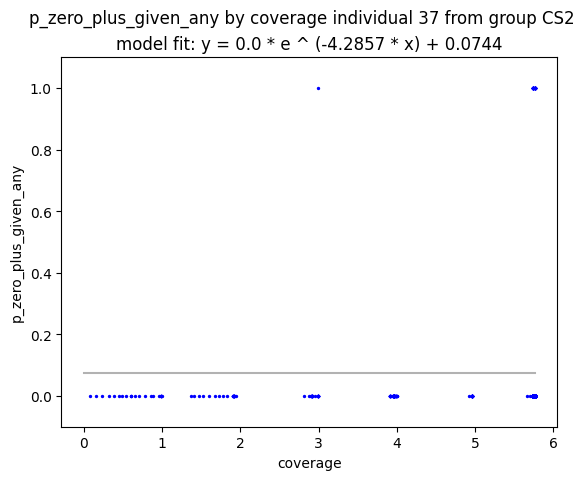 p_zero_plus_given_any by coverage individual 37 from group CS2
model fit: y = 0.0 * e ^ (-4.2857 * x) + 0.0744
1.0
0.8
0.6
0.4
0.2
0.0
p_zero_plus_given_any
0 1 2 3 4 5 6
coverage